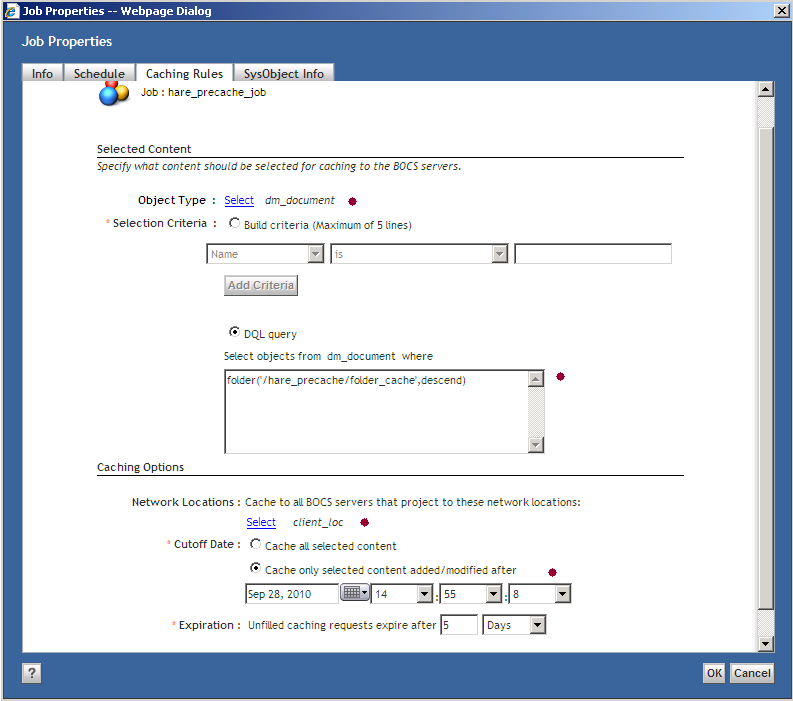 Job Properties -- Webpage Dialog
Job Properties
Info Schedule Caching Rules SysObject Info
Job : hare_precache_job
Selected Content
Specify what content should be selected for caching to the BOCS servers.
Object Type : Select dm_document
* Selection Criteria : Build criteria (Maximum of 5 lines)
Name is
Add Criteria
DQL query
Select objects from dm_document where
folder('/hare_precache/folder_cache',descend)
Caching Options
Network Locations : Cache to all BOCS servers that project to these network locations:
Select client_loc
* Cutoff Date : Cache all selected content
Cache only selected content added/modified after
Sep 28, 2010 14 : 55 : 8
* Expiration : Unfilled caching requests expire after 5 Days
? OK Cancel